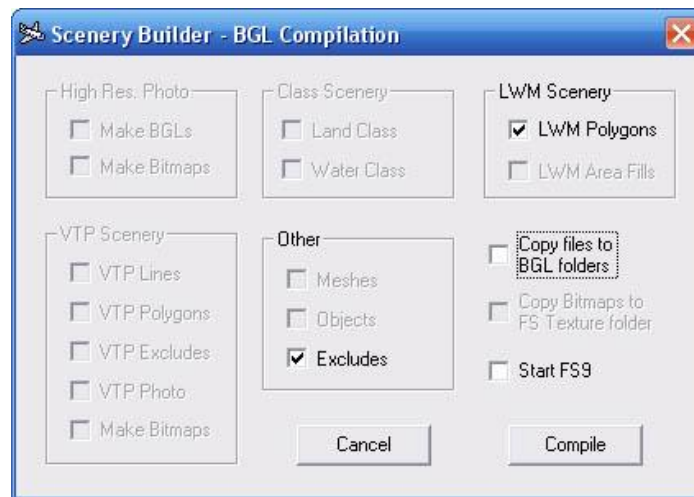 Scenery Builder - BGL Compilation
High Res. Photo
Make BGLs
Make Bitmaps
Class Scenery
Land Class
Water Class
LWM Scenery
LWM Polygons
LWM Area Fills
VTP Scenery
VTP Lines
VTP Polygons
VTP Excludes
VTP Photo
Make Bitmaps
Other
Meshes
Objects
Excludes
Copy files to
BGL folders
Copy Bitmaps to
FS Texture folder
Start FS9
Cancel
Compile